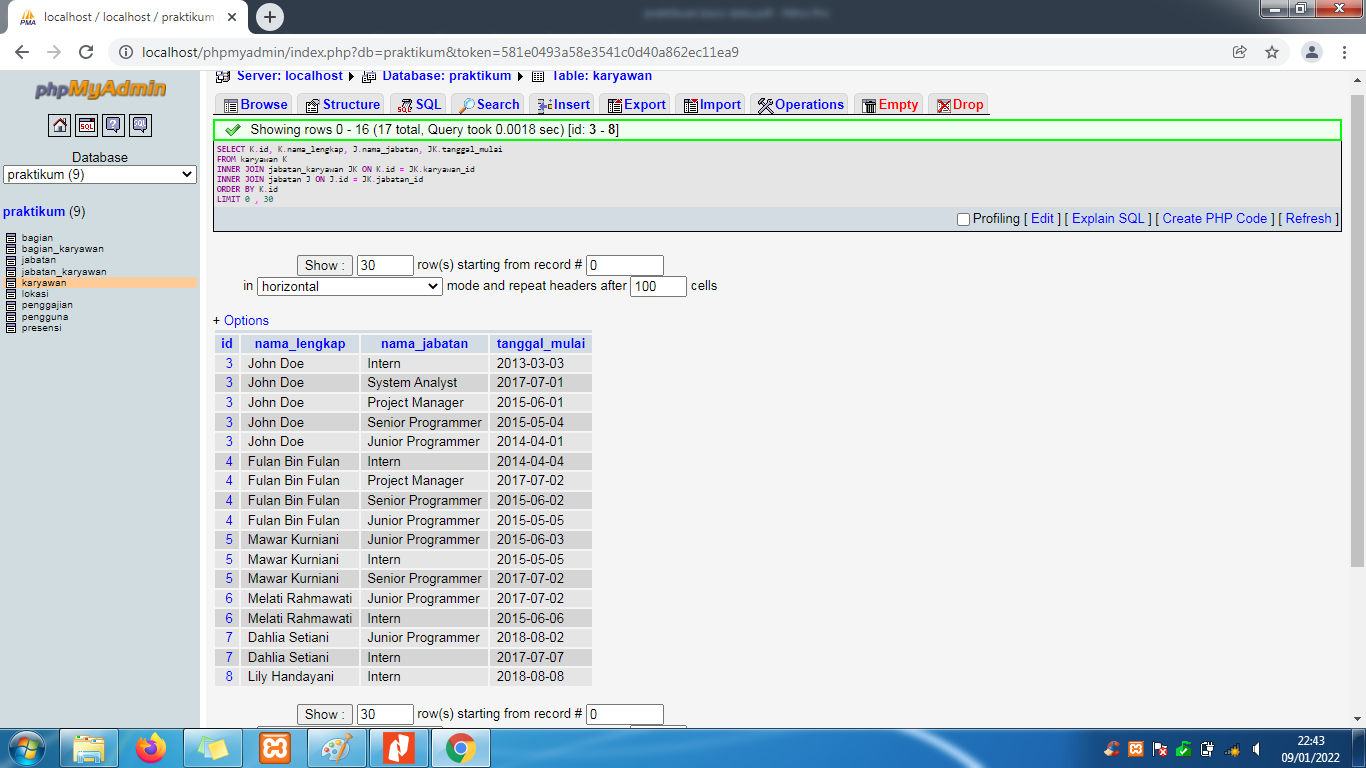 localhost / localhost / praktikum
localhost/phpmyadmin/index.php?db=praktikum&token=581e0493a58e3541c0d40a862ec11ea9
phpMyAdmin
Database
praktikum (9)
praktikum (9)
bagian
bagian_karyawan
jabatan
jabatan_karyawan
karyawan
lokasi
penggajian
pengguna
presensi
Server: localhost Database: praktikum Table: karyawan
Browse Structure SQL Search Insert Export Import Operations Empty Drop
Showing rows 0 - 16 (17 total, Query took 0.0018 sec) [id: 3 - 8]
SELECT K.id, K.nama_lengkap, J.nama_jabatan, JK.tanggal_mulai
FROM karyawan K
INNER JOIN jabatan_karyawan JK ON K.id = JK.karyawan_id
INNER JOIN jabatan J ON J.id = JK.jabatan_id
ORDER BY K.id
LIMIT 0 , 30
Profiling [ Edit ] [ Explain SQL ] [ Create PHP Code ] [ Refresh ]
Show : 30 row(s) starting from record # 0
in horizontal mode and repeat headers after 100 cells
+ Options
id nama_lengkap nama_jabatan tanggal_mulai
3 John Doe Intern 2013-03-03
3 John Doe System Analyst 2017-07-01
3 John Doe Project Manager 2015-06-01
3 John Doe Senior Programmer 2015-05-04
3 John Doe Junior Programmer 2014-04-01
4 Fulan Bin Fulan Intern 2014-04-04
4 Fulan Bin Fulan Project Manager 2017-07-02
4 Fulan Bin Fulan Senior Programmer 2015-06-02
4 Fulan Bin Fulan Junior Programmer 2015-05-05
5 Mawar Kurniani Junior Programmer 2015-06-03
5 Mawar Kurniani Intern 2015-05-05
5 Mawar Kurniani Senior Programmer 2017-07-02
6 Melati Rahmawati Junior Programmer 2017-07-02
6 Melati Rahmawati Intern 2015-06-06
7 Dahlia Setiani Junior Programmer 2018-08-02
7 Dahlia Setiani Intern 2017-07-07
8 Lily Handayani Intern 2018-08-08
Show : 30 row(s) starting from record # 0
22:43
09/01/2022